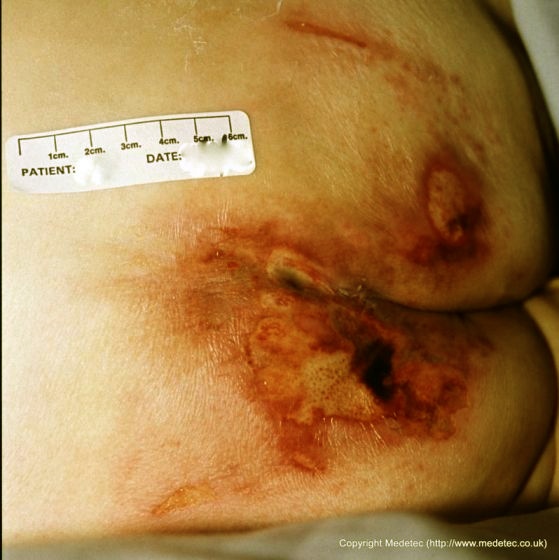 1cm. 2cm. 3cm. 4cm. 5cm. 6cm.
PATIENT: DATE:
Copyright Medetec (http://www.medetec.co.uk)